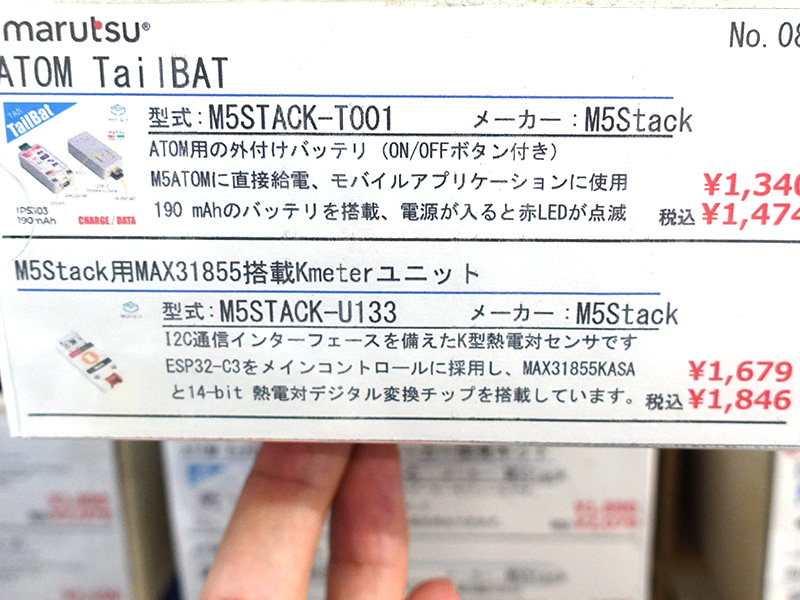 marutsu®
No. 08
ATOM TailBAT
型式：M5STACK-T001 メーカー：M5Stack
TailBat
ATOM用の外付けバッテリ（ON/OFFボタン付き）
M5ATOMに直接給電、モバイルアプリケーションに使用 ¥1,340
190 mAhのバッテリを搭載、電源が入ると赤LEDが点滅 税込 ¥1,474
190 mAh CHARGE / DATA
M5Stack用MAX31855搭載Kmeterユニット
型式：M5STACK-U133 メーカー：M5Stack
I2C通信インターフェースを備えたK型熱電対センサです
ESP32-C3をメインコントロールに採用し、MAX31855KASA ¥1,679
と14-bit 熱電対デジタル変換チップを搭載しています。 税込 ¥1,846